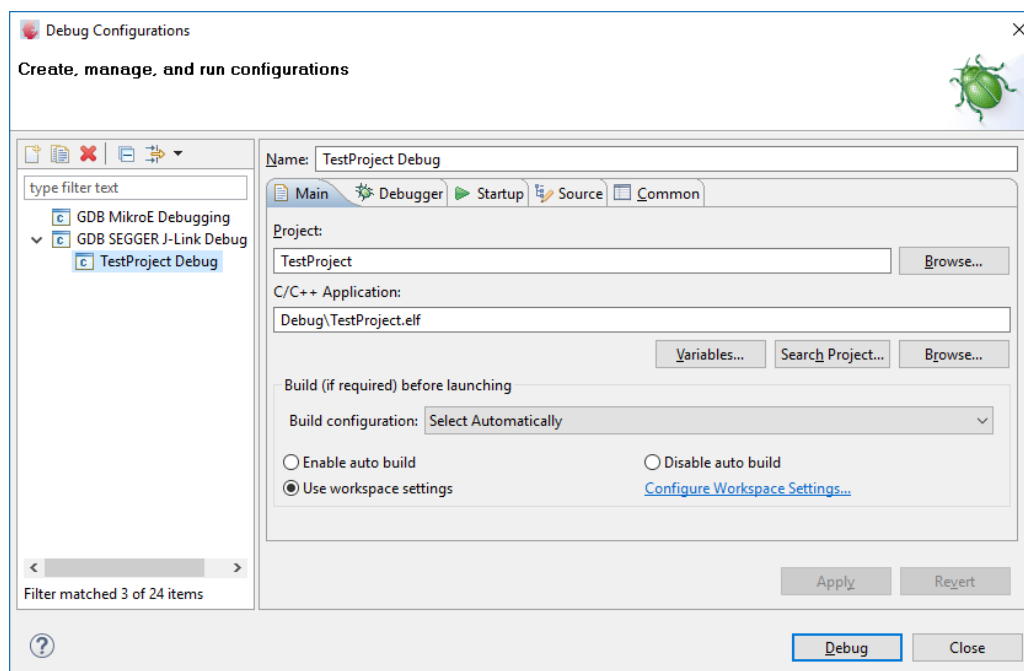 Debug Configurations
Create, manage, and run configurations
type filter text
GDB MikroE Debugging
GDB SEGGER J-Link Debug
TestProject Debug
Filter matched 3 of 24 items
Name: TestProject Debug
Main Debugger Startup Source Common
Project:
TestProject Browse...
C/C++ Application:
Debug\TestProject.elf
Variables... Search Project... Browse...
Build (if required) before launching
Build configuration: Select Automatically
Enable auto build Disable auto build
Use workspace settings Configure Workspace Settings...
Apply Revert
? Debug Close